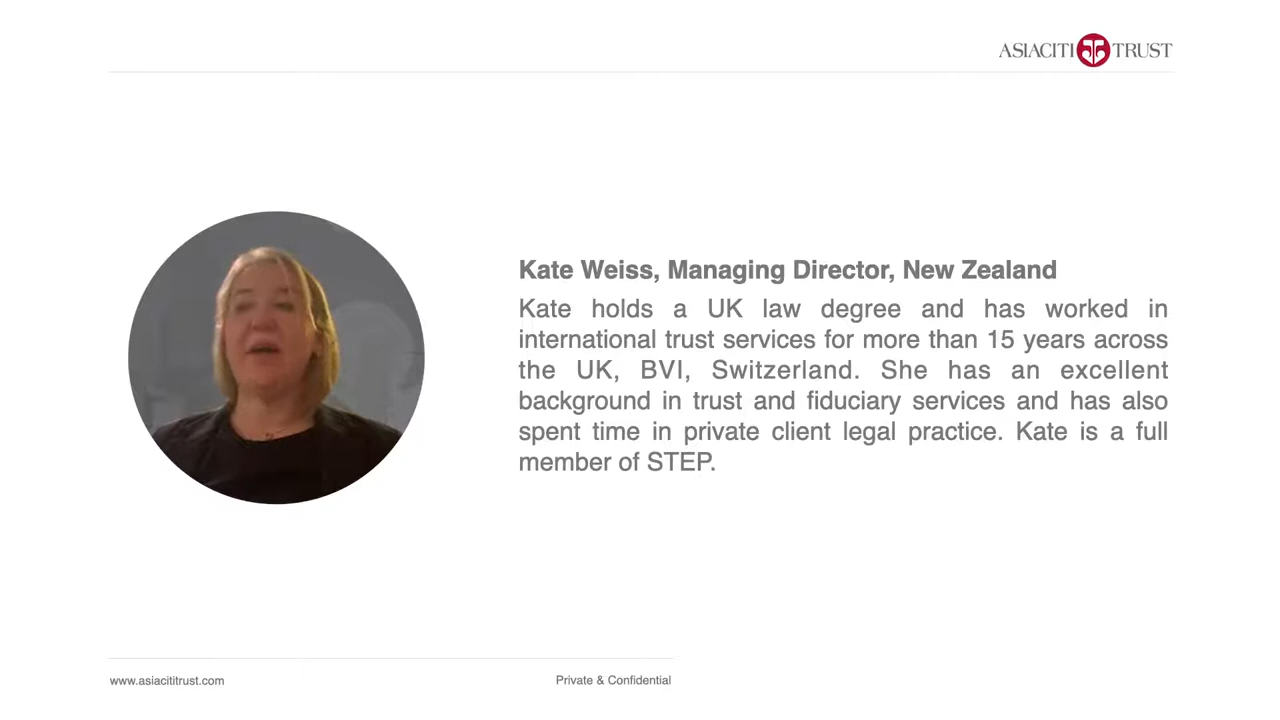 ASIACITI TRUST
Kate Weiss, Managing Director, New Zealand
Kate holds a UK law degree and has worked in
international trust services for more than 15 years across
the UK, BVI, Switzerland. She has an excellent
background in trust and fiduciary services and has also
spent time in private client legal practice. Kate is a full
member of STEP.
www.asiacititrust.com
Private & Confidential